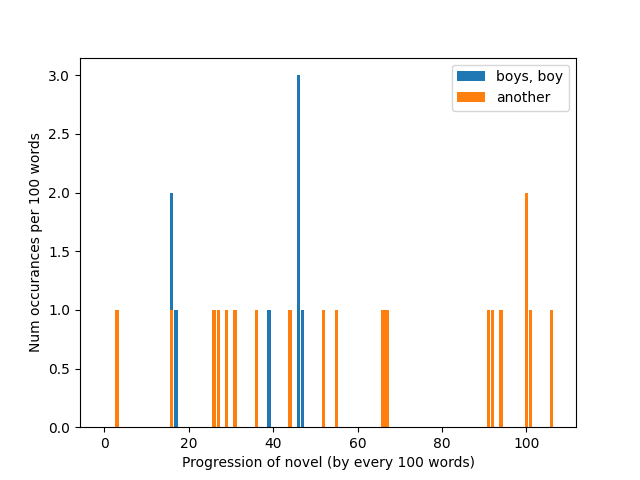 boys, boy
another
3.0
2.5
2.0
1.5
1.0
0.5
0.0
Num occurances per 100 words
0 20 40 60 80 100
Progression of novel (by every 100 words)